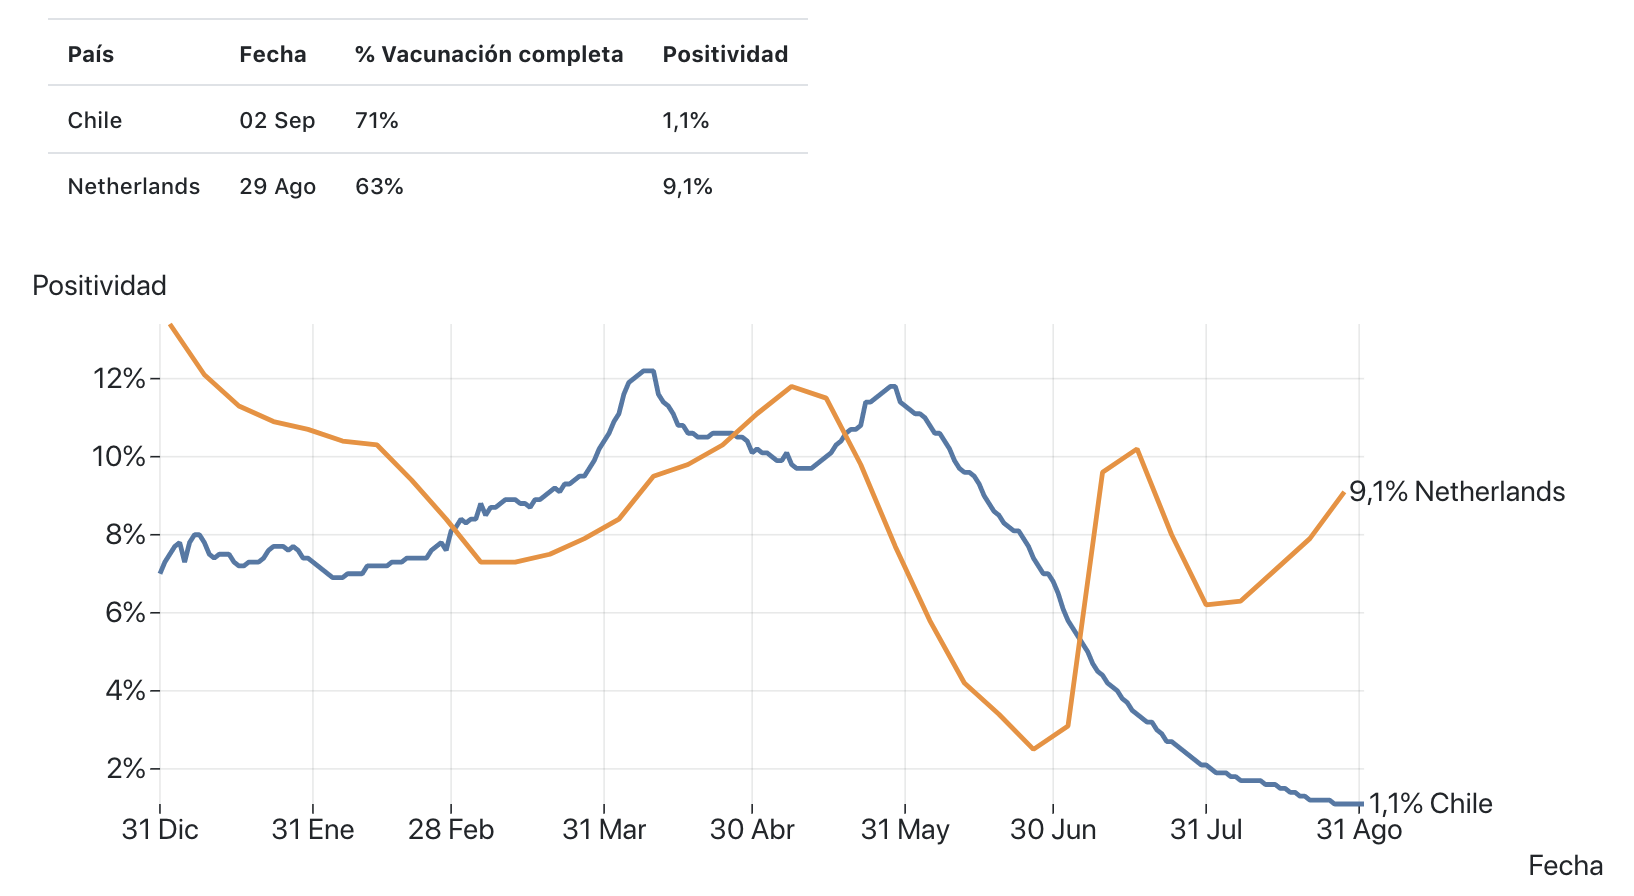 País Fecha % Vacunación completa Positividad
Chile 02 Sep 71% 1,1%
Netherlands 29 Ago 63% 9,1%
Positividad
12%
10%
9,1% Netherlands
8%
6%
4%
2%
1,1% Chile
31 Dic 31 Ene 28 Feb 31 Mar 30 Abr 31 May 30 Jun 31 Jul 31 Ago
Fecha